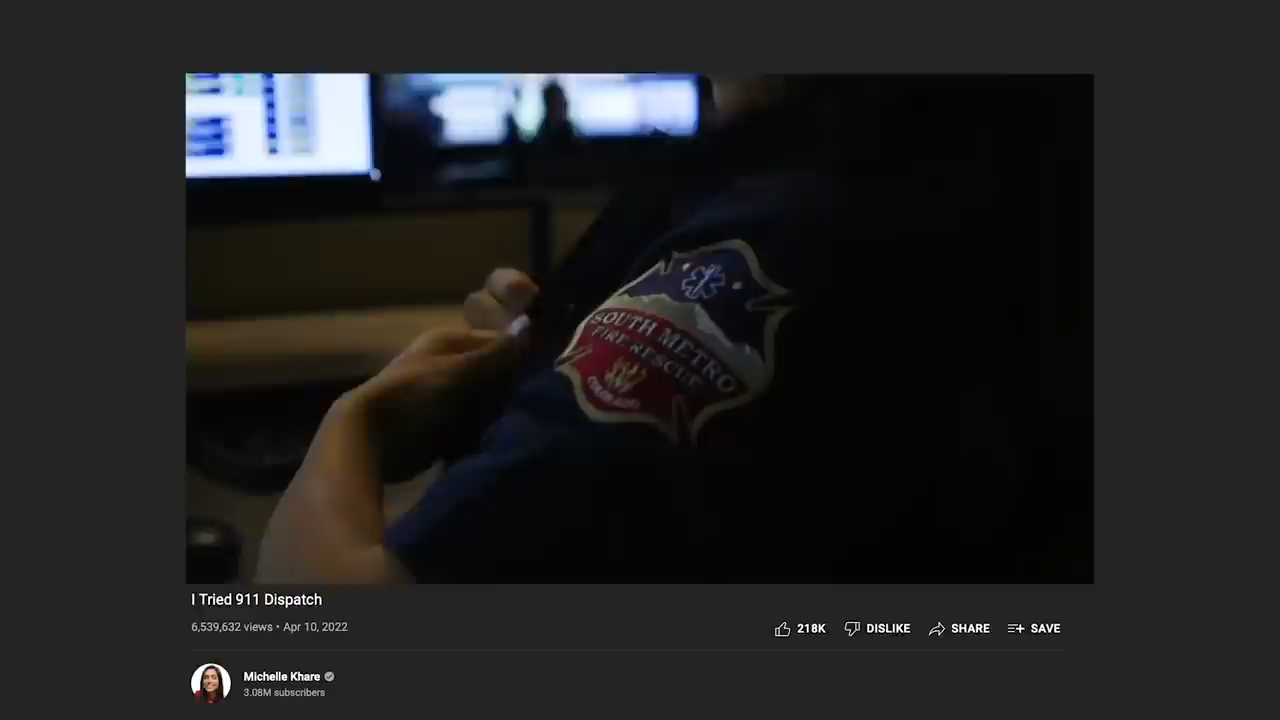 SOUTH METRO
FIRE RESCUE
COLORADO
I Tried 911 Dispatch
6,539,632 views • Apr 10, 2022
218K
DISLIKE
SHARE
SAVE
Michelle Khare
3.08M subscribers